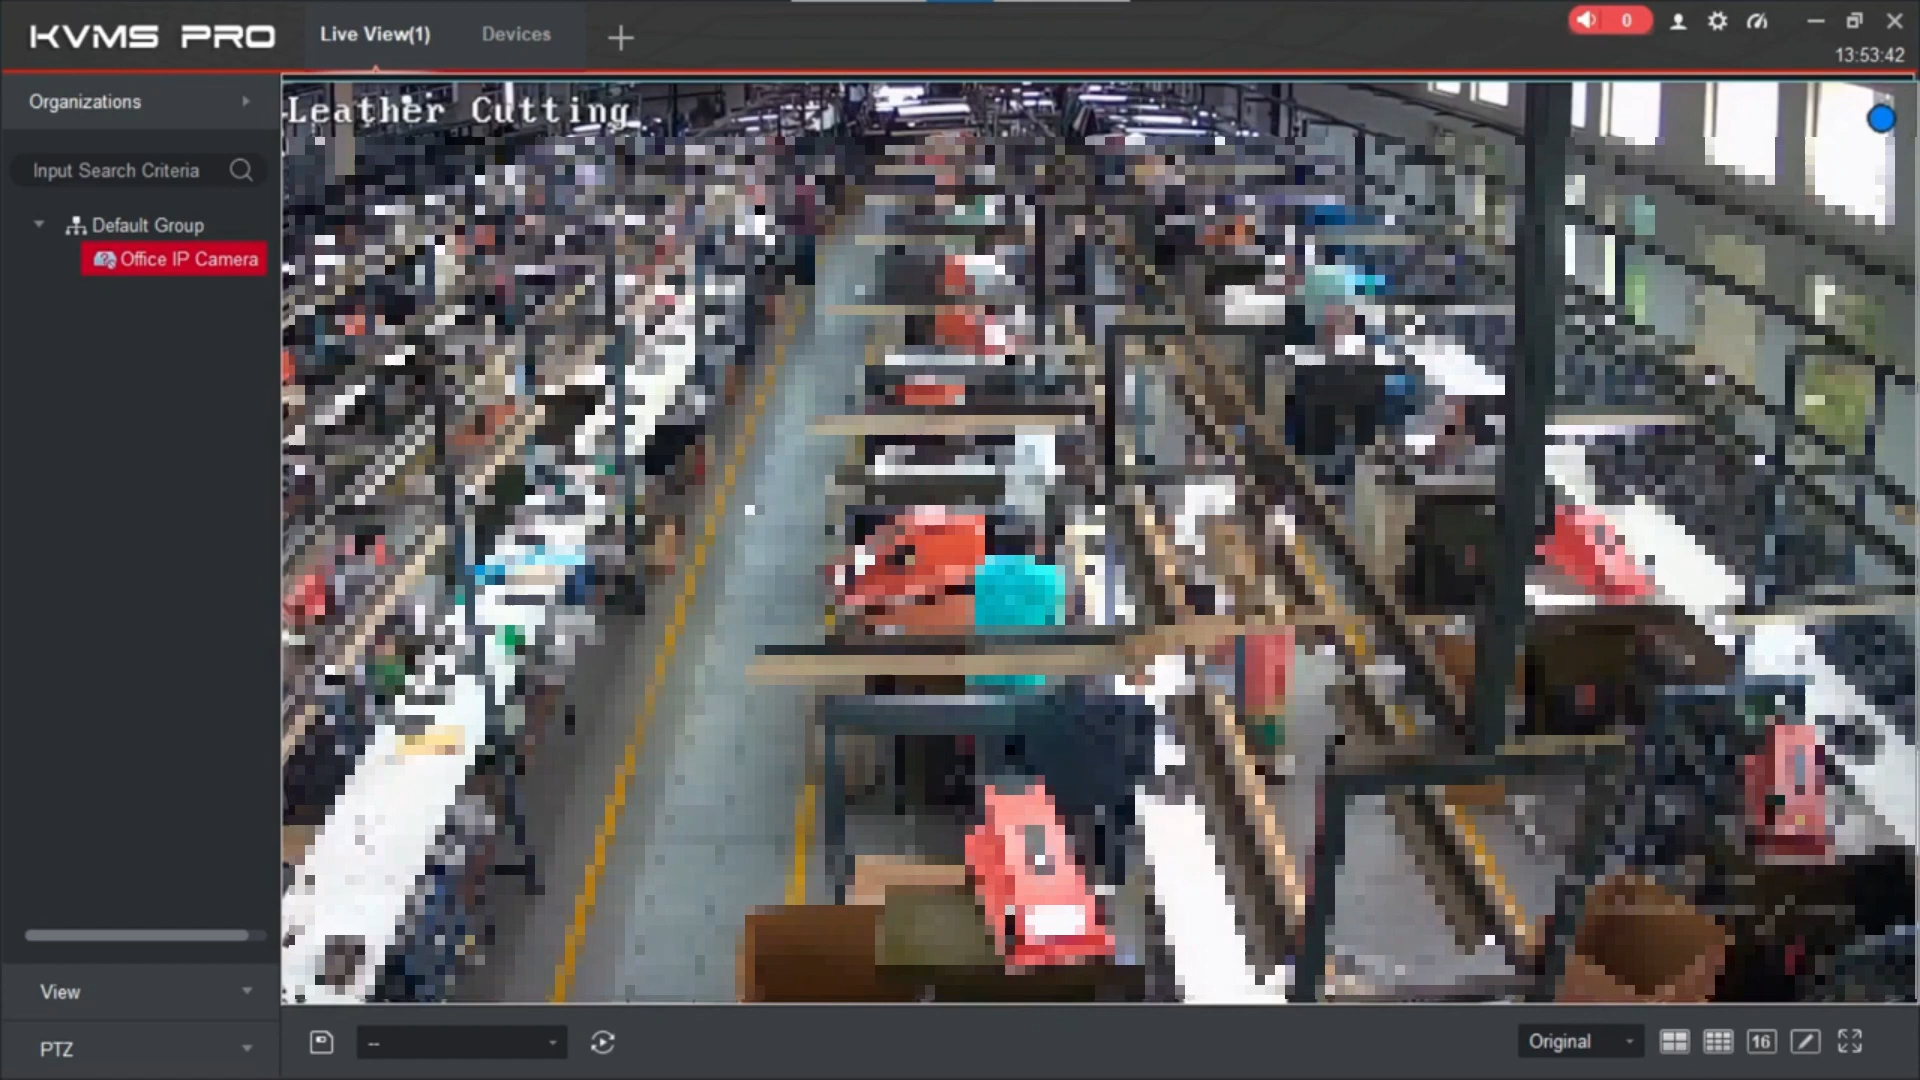 KVMS PRO
Live View(1)
Devices
0
13:53:42
Organizations
Input Search Criteria
Default Group
Office IP Camera
Leather Cutting
View
PTZ
--
Original
16